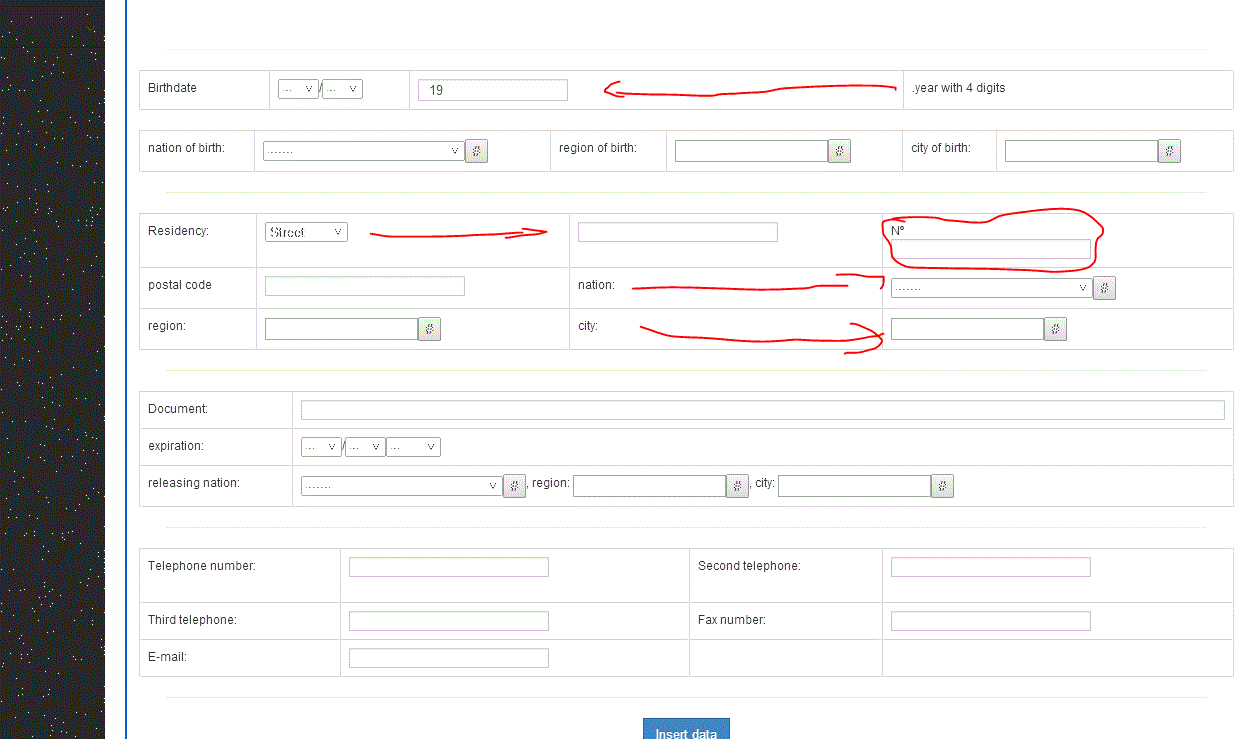 Birthdate ... / ... 19 .year with 4 digits
nation of birth: ....... # region of birth: # city of birth: #
Residency: Street N°
postal code nation: ....... #
region: # city: #
Document:
expiration: ... / ... ...
releasing nation: ....... # , region: # , city: #
Telephone number: Second telephone:
Third telephone: Fax number:
E-mail:
Insert data